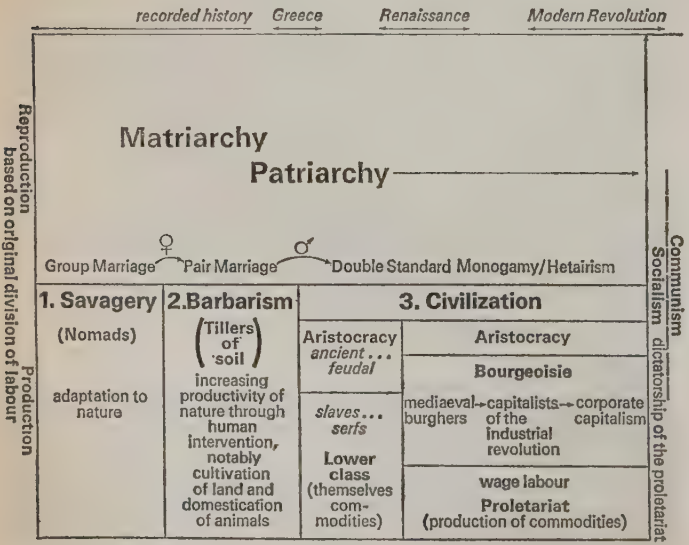 recorded history Greece Renaissance Modern Revolution
Reproduction
based on original division of labour
Production
Matriarchy
Patriarchy
♀ ♂
Group Marriage Pair Marriage Double Standard Monogamy/Hetairism
1. Savagery
(Nomads)
adaptation to
nature
2.Barbarism
(Tillers
of
soil)
increasing
productivity of
nature through
human
intervention,
notably
cultivation
of land and
domestication
of animals
3. Civilization
Aristocracy
ancient...
feudal
slaves...
serfs
Lower
class
(themselves
com-
modities)
Aristocracy
Bourgeoisie
mediaeval
burghers
capitalists
of the
industrial
revolution
corporate
capitalism
wage labour
Proletariat
(production of commodities)
Communism
Socialism dictatorship of the proletariat